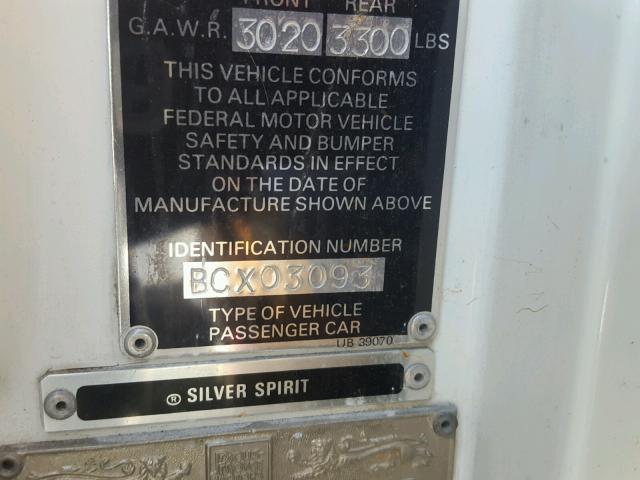 FRONT REAR
G.A.W.R. 3020 3300 LBS
THIS VEHICLE CONFORMS
TO ALL APPLICABLE
FEDERAL MOTOR VEHICLE
SAFETY AND BUMPER
STANDARDS IN EFFECT
ON THE DATE OF
MANUFACTURE SHOWN ABOVE
IDENTIFICATION NUMBER
BCX03093
TYPE OF VEHICLE
PASSENGER CAR
UB 39070
® SILVER SPIRIT